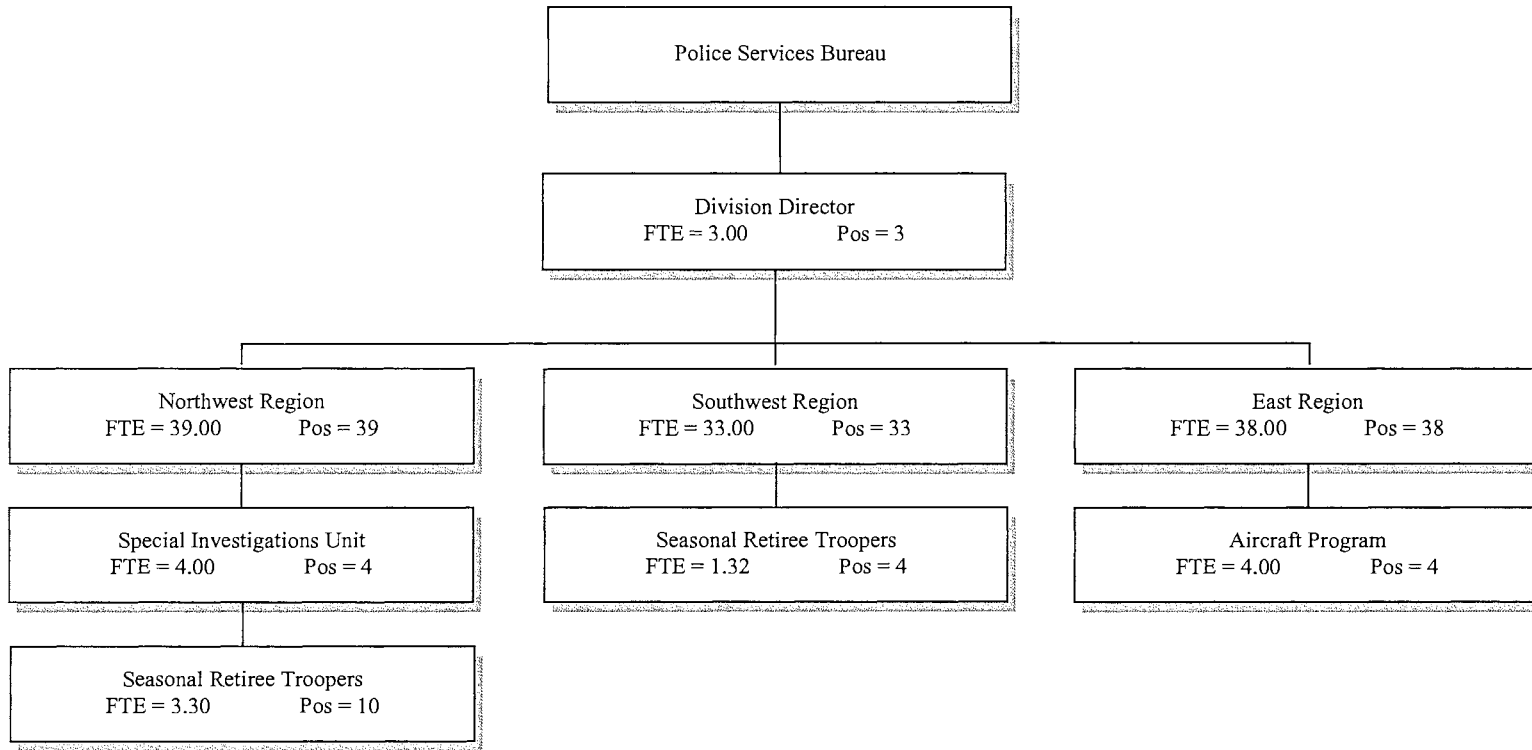 Police Services Bureau
Division Director
FTE = 3.00 Pos = 3
Northwest Region
FTE = 39.00 Pos = 39
Southwest Region
FTE = 33.00 Pos = 33
East Region
FTE = 38.00 Pos = 38
Special Investigations Unit
FTE = 4.00 Pos = 4
Seasonal Retiree Troopers
FTE = 1.32 Pos = 4
Aircraft Program
FTE = 4.00 Pos = 4
Seasonal Retiree Troopers
FTE = 3.30 Pos = 10